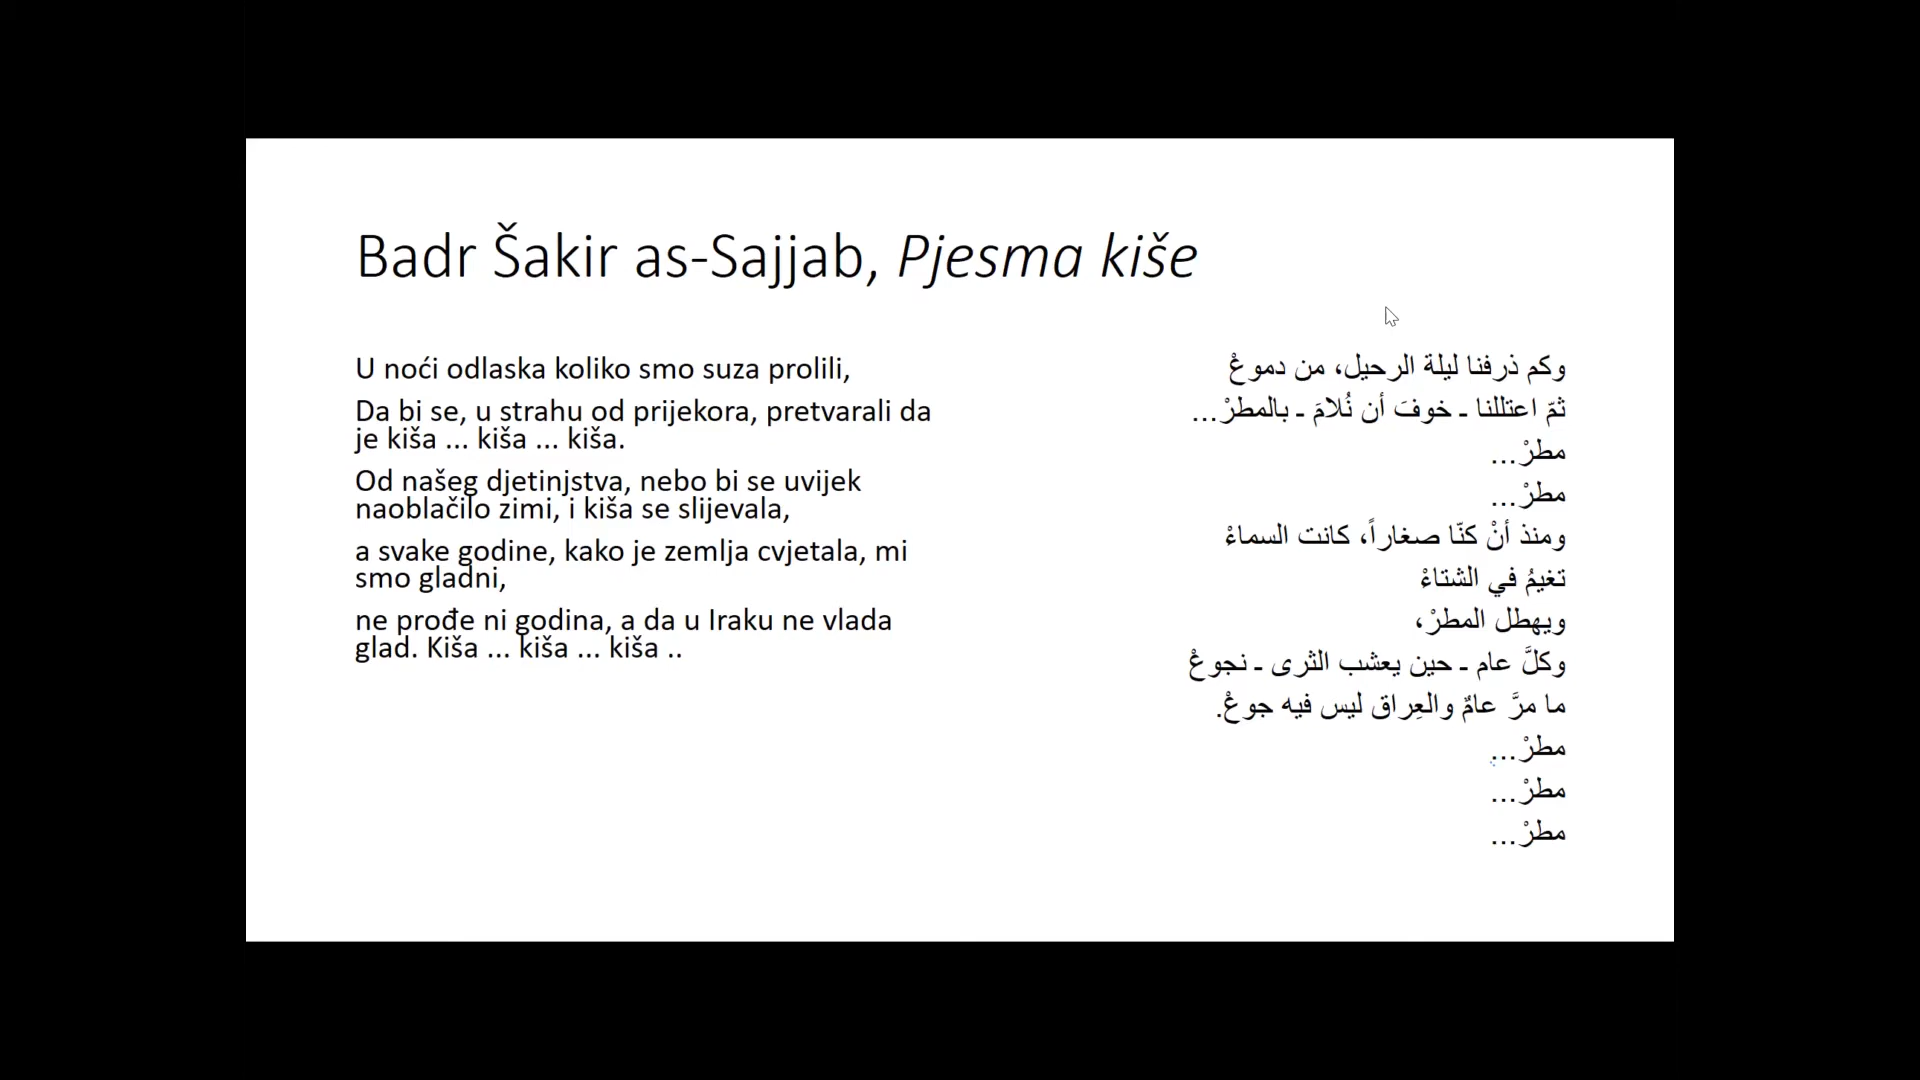 Badr Šakir as-Sajjab, Pjesma kiše
U noći odlaska koliko smo suza prolili,
Da bi se, u strahu od prijekora, pretvarali da
je kiša ... kiša ... kiša.
Od našeg djetinjstva, nebo bi se uvijek
naoblačilo zimi, i kiša se slijevala,
a svake godine, kako je zemlja cvjetala, mi
smo gladni,
ne prođe ni godina, a da u Iraku ne vlada
glad. Kiša ... kiša ... kiša ..
وكم ذرفنا ليلة الرحيل، من دموعْ
ثمّ اعتللنا ـ خوفَ أن نُلامَ ـ بالمطرْ...
مطرْ...
مطرْ...
ومنذ أنْ كنّا صغاراً، كانت السماءْ
تغيمُ في الشتاءْ
ويهطل المطرْ،
وكلَّ عام ـ حين يعشب الثرى ـ نجوعْ
ما مرَّ عامٌ والعِراق ليس فيه جوعْ.
مطرْ...
مطرْ...
مطرْ...